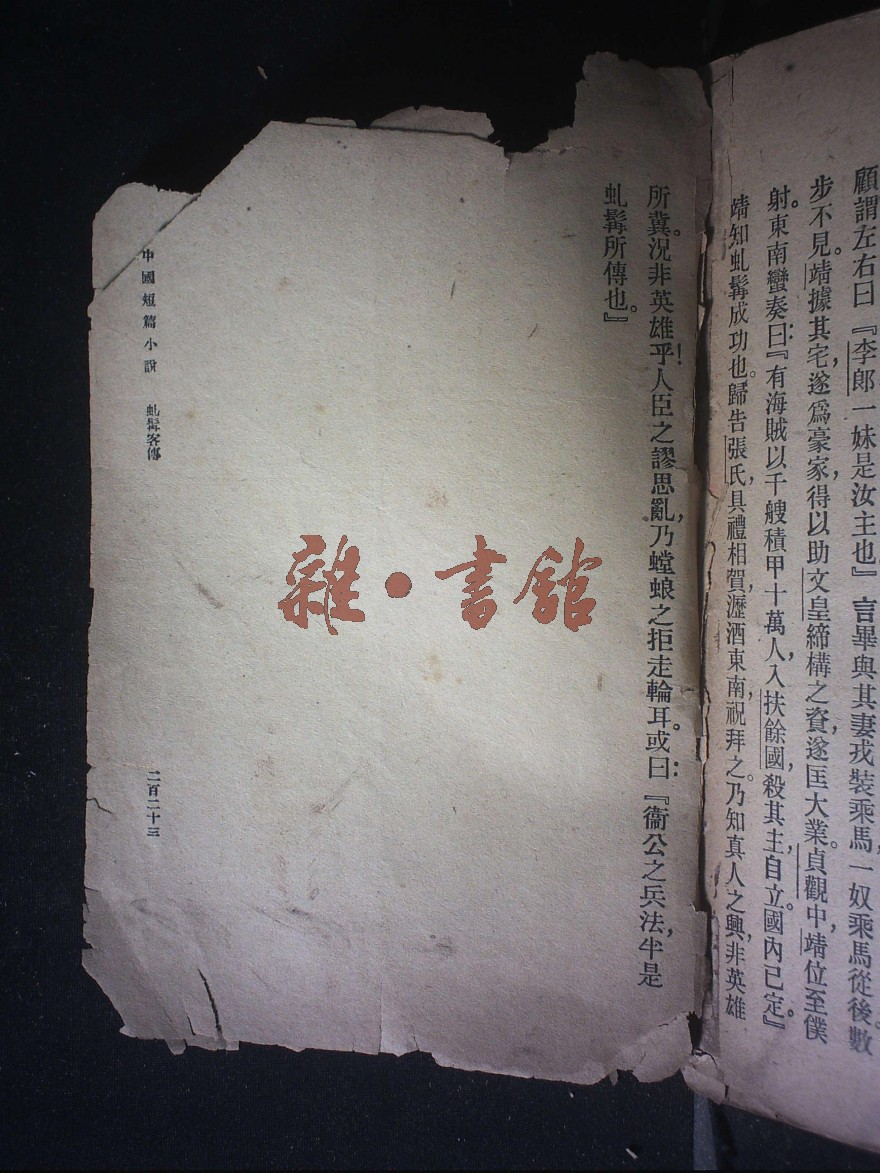 顧謂左右曰『李郎一妹是汝主也』言畢與其妻戎裝乘馬一奴乘馬從後，數
步不見。靖據其宅，遂爲豪家，得以助文皇締構之資，遂匡大業。貞觀中，靖位至僕
射。東南蠻奏曰：『有海賊以千艘積甲十萬人，入扶餘國，殺其主自立。國內已定。』
靖知虬髯成功也。歸告張氏，具禮相賀，瀝酒東南，祝拜之。乃知真人之興，非英雄
所冀。況非英雄乎！人臣之謬思亂，乃螳螂之拒走輪耳。或曰：『衞公之兵法，半是
虬髯所傳也。』
中國短篇小說 虬髯客傳
二百二十三
雜·書館